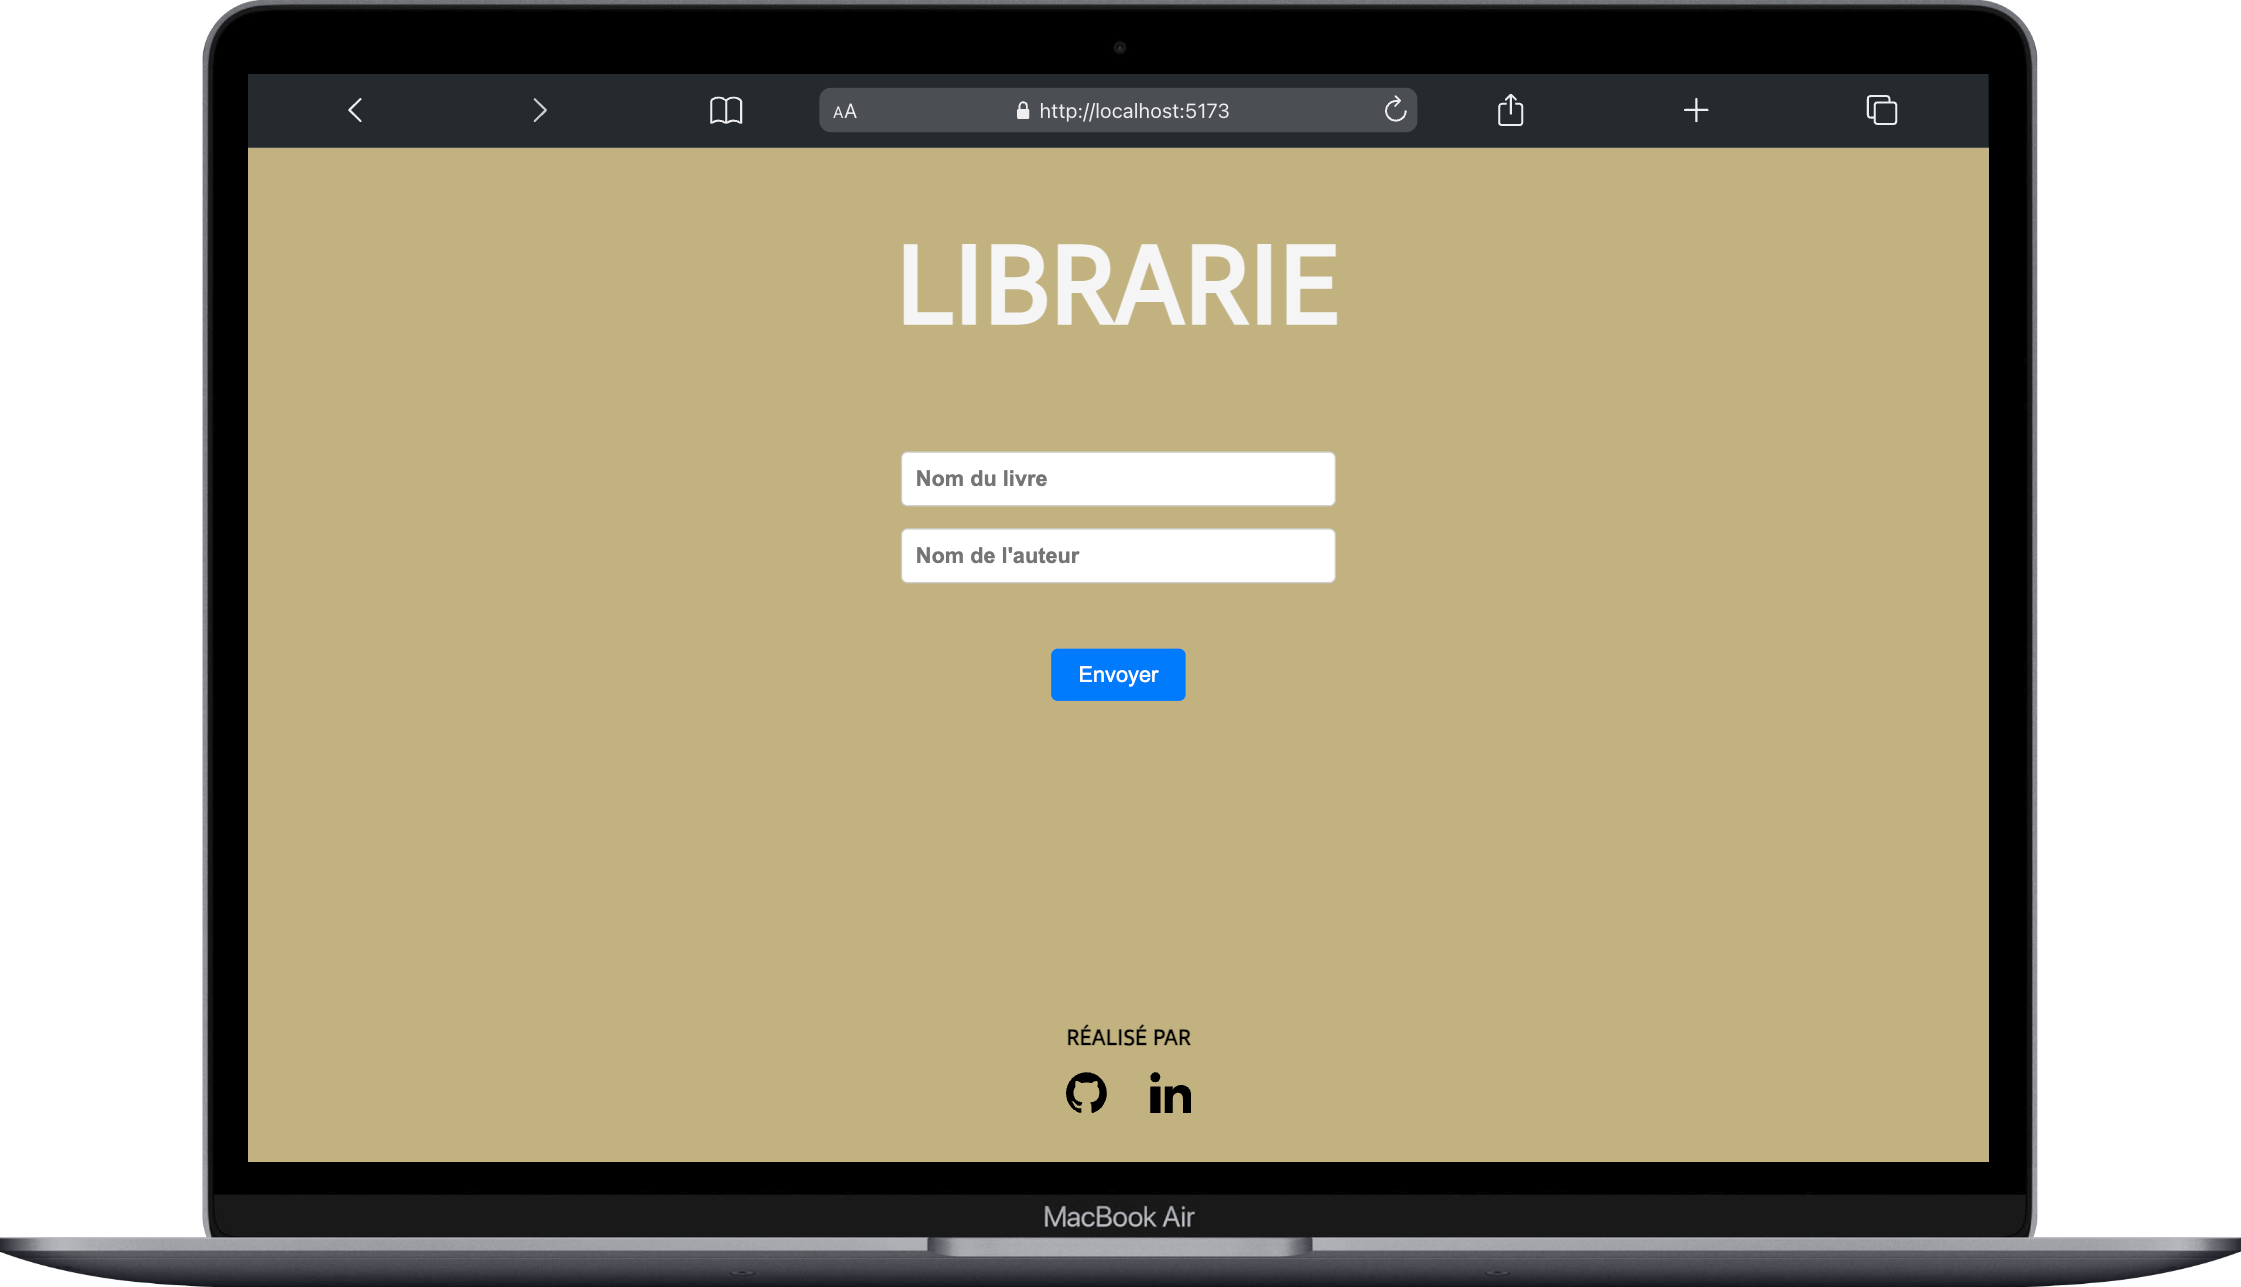 AA
http://localhost:5173
LIBRARIE
Nom du livre
Nom de l'auteur
Envoyer
RÉALISÉ PAR
in
MacBook Air